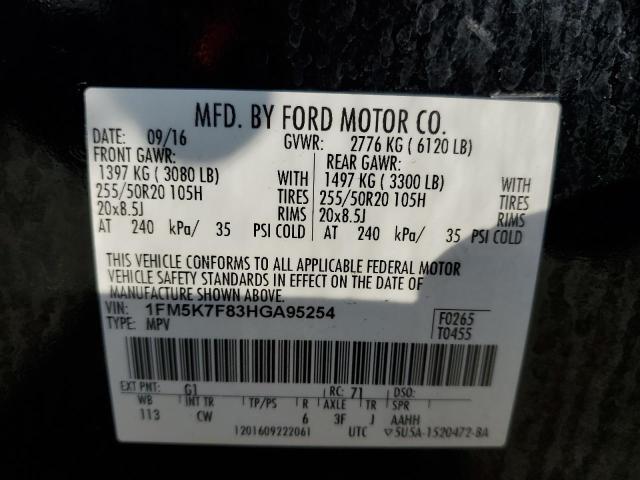 MFD. BY FORD MOTOR CO.
DATE: 09/16 GVWR: 2776 KG ( 6120 LB)
FRONT GAWR: REAR GAWR:
1397 KG ( 3080 LB) WITH 1497 KG ( 3300 LB) WITH
255/50R20 105H TIRES 255/50R20 105H TIRES
20x8.5J RIMS 20x8.5J RIMS
AT 240 kPa/ 35 PSI COLD AT 240 kPa/ 35 PSI COLD
THIS VEHICLE CONFORMS TO ALL APPLICABLE FEDERAL MOTOR
VEHICLE SAFETY STANDARDS IN EFFECT ON THE DATE OF
MANUFACTURE SHOWN ABOVE.
VIN: 1FM5K7F83HGA95254 F0265
TYPE: MPV T0455
EXT PNT: G1 RC: 71 DSO:
WB INT TR TP/PS R AXLE TR SPR
113 CW 6 3F J AAHH
1201609222061 UTC ▽5U5A-1520472-BA